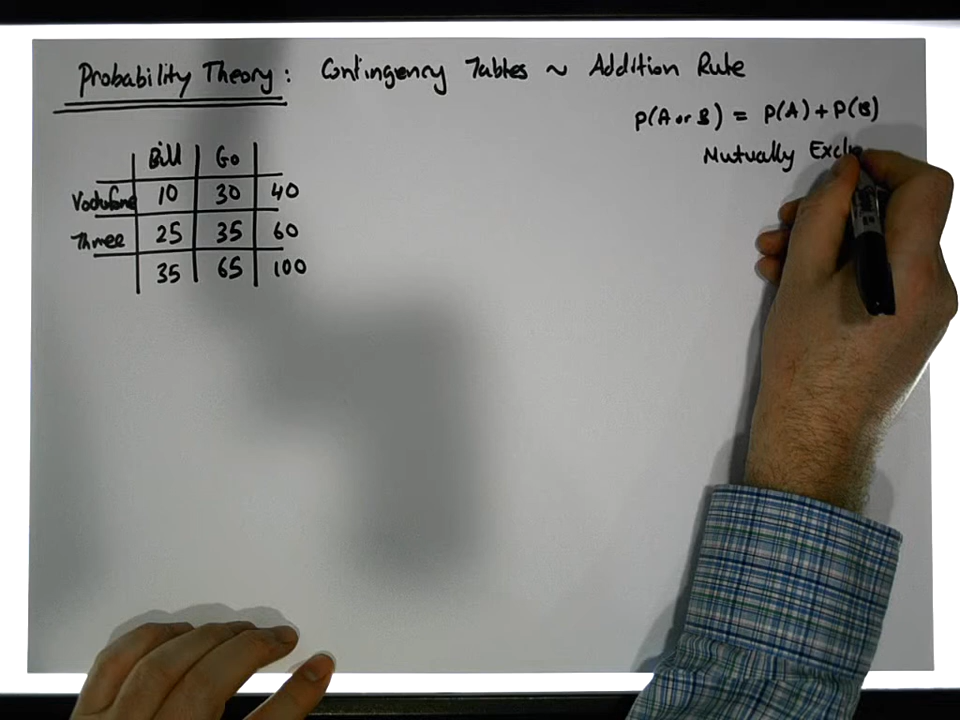 Probability Theory: Contingency Tables ~ Addition Rule
P(A or B) = P(A) + P(B)
Mutually Exclu
Bill Go
Vodafone 10 30 40
Three 25 35 60
35 65 100